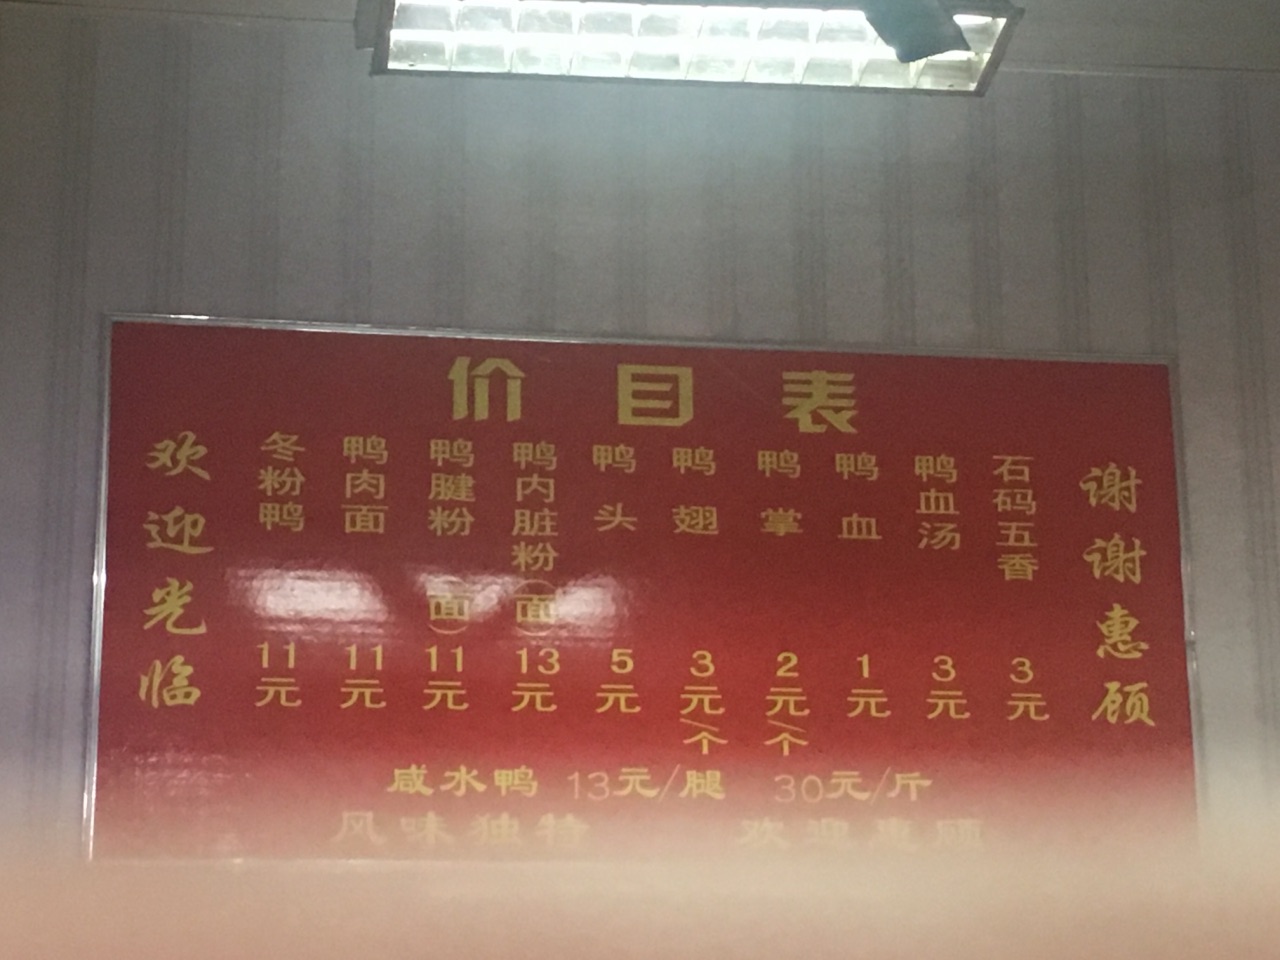 价目表
欢迎光临
冬粉鸭 11元
鸭肉面 11元
鸭腱粉(面) 11元
鸭内脏粉(面) 13元
鸭头 5元
鸭翅 3元/个
鸭掌 2元/个
鸭血 1元
鸭血汤 3元
石码五香 3元
谢谢惠顾
咸水鸭 13元/腿 30元/斤
风味独特 欢迎惠顾